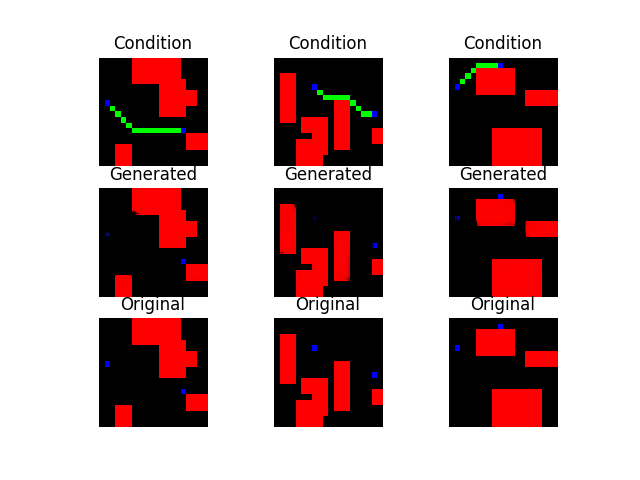 Condition Condition Condition
Generated Generated Generated
Original Original Original